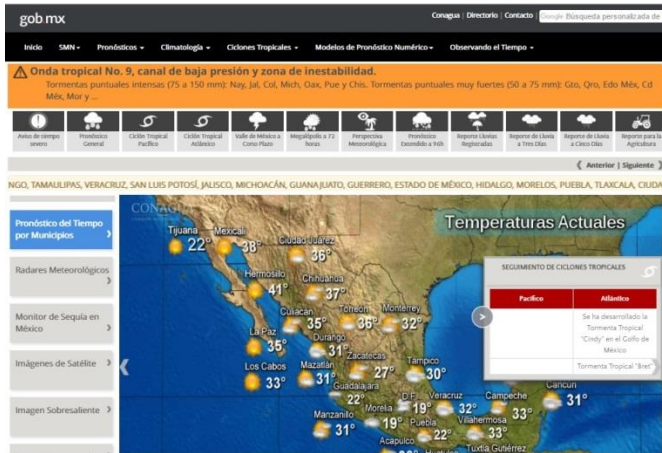 gob.mx
Conagua | Directorio | Contacto | Google Búsqueda personalizada de
Inicio SMN Pronósticos Climatología Ciclones Tropicales Modelos de Pronóstico Numérico Observando el Tiempo
Onda tropical No. 9, canal de baja presión y zona de inestabilidad.
Tormentas puntuales intensas (75 a 150 mm): Nay, Jal, Col, Mich, Oax, Pue y Chis. Tormentas puntuales muy fuertes (50 a 75 mm): Gto, Qro, Edo Méx, Cd
Méx, Mor y ...
Aviso de tiempo severo
Pronóstico General
Ciclón Tropical Pacífico
Ciclón Tropical Atlántico
Valle de México a Corto Plazo
Megalópolis a 72 horas
Perspectiva Meteorológica
Pronóstico Extendido a 96h
Reporte Lluvias Registradas
Reporte de Lluvia a Tres Días
Reporte de Lluvia a Cinco Días
Reporte para la Agricultura
Anterior | Siguiente
NGO, TAMAULIPAS, VERACRUZ, SAN LUIS POTOSÍ, JALISCO, MICHOACÁN, GUANAJUATO, GUERRERO, ESTADO DE MÉXICO, HIDALGO, MORELOS, PUEBLA, TLAXCALA, CIUDA
Pronóstico del Tiempo
por Municipios
Radares Meteorológicos
Monitor de Sequía en
México
Imágenes de Satélite
Imagen Sobresaliente
CONAGUA
Temperaturas Actuales
Tijuana
22°
Mexicali
38°
Ciudad Juárez
36°
Hermosillo
41°
Chihuahua
37°
Culiacán
35°
Torreón
36°
Monterrey
32°
La Paz
35°
Durango
31°
Zacatecas
27°
Tampico
30°
Los Cabos
33°
Mazatlán
31°
Guadalajara
22°
D.F.
19°
Veracruz
32°
Campeche
33°
Cancún
31°
Manzanillo
31°
Morelia
19°
Puebla
22°
Villahermosa
33°
Acapulco
Tuxtla Gutiérrez
SEGUIMIENTO DE CICLONES TROPICALES
Pacífico
Atlántico
Se ha desarrollado la
Tormenta Tropical
"Cindy" en el Golfo de
México
Tormenta Tropical "Bret"